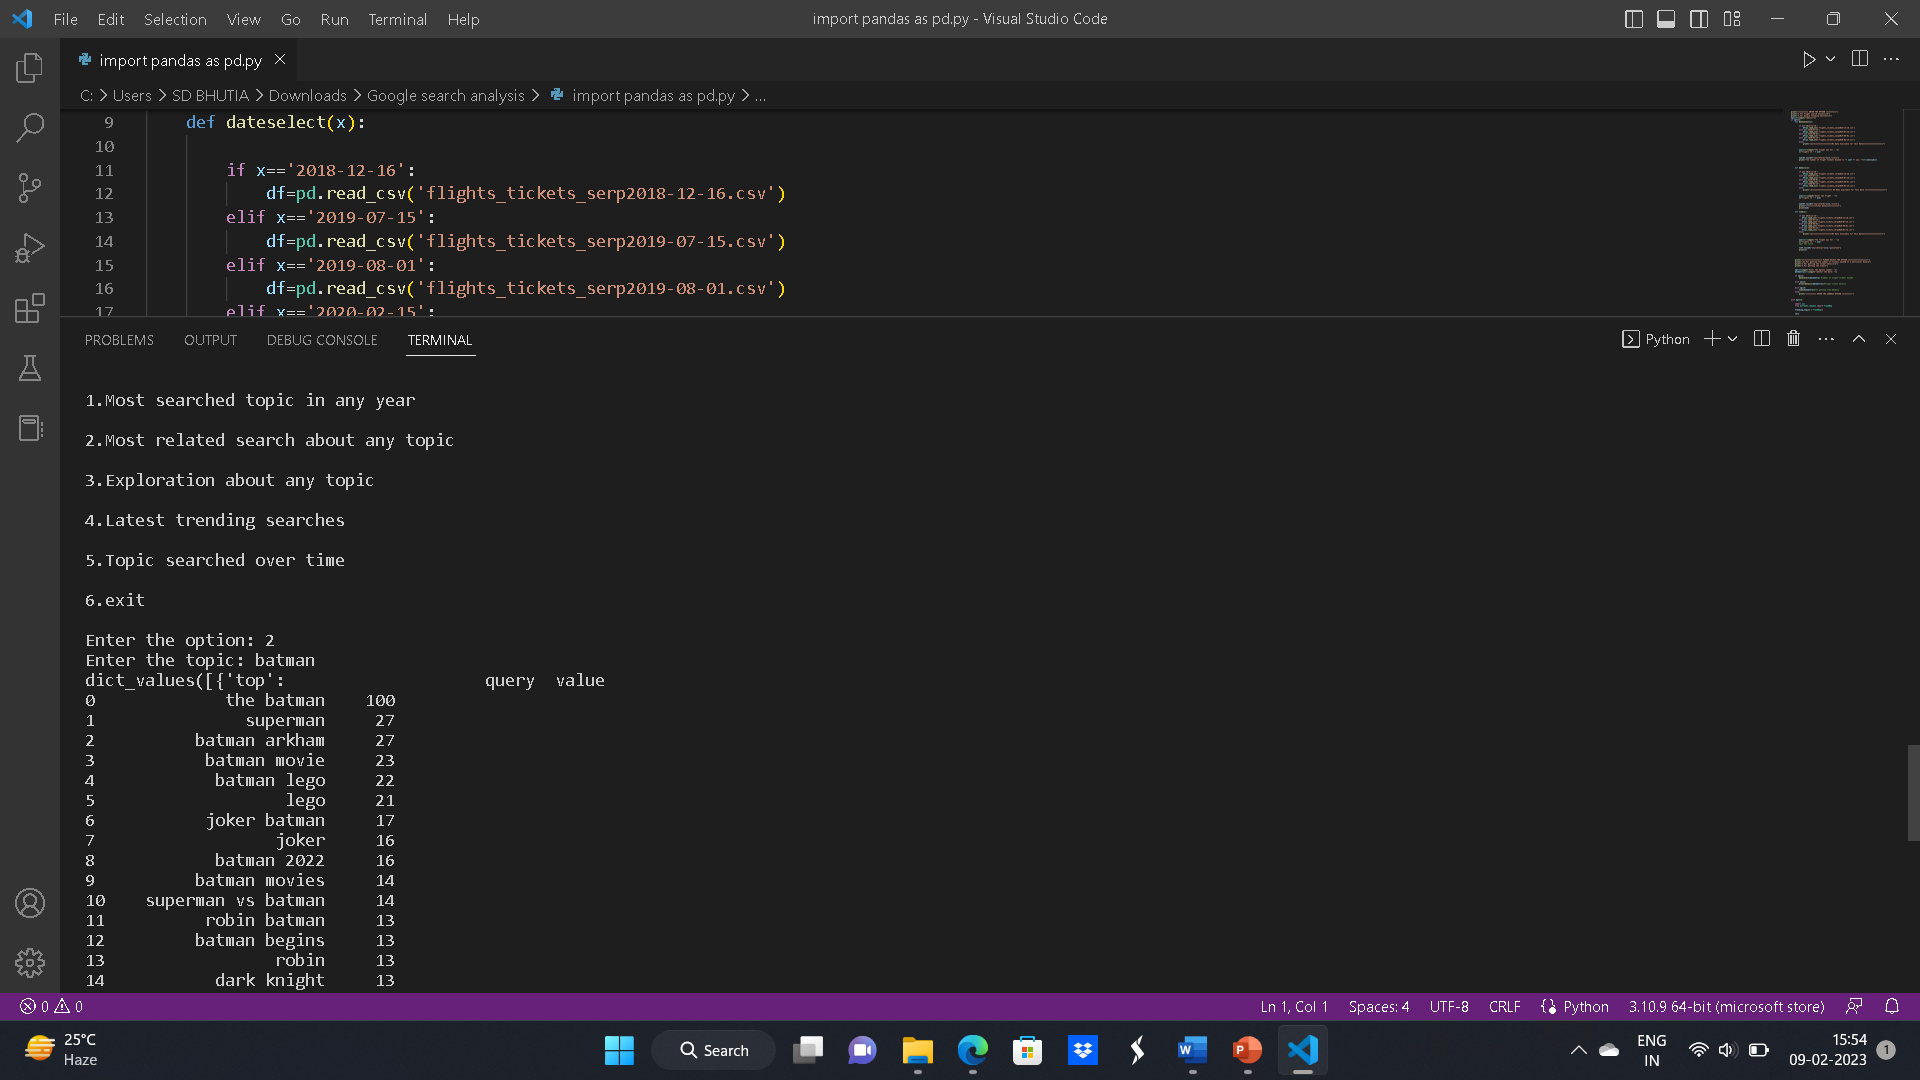 File Edit Selection View Go Run Terminal Help
import pandas as pd.py - Visual Studio Code
import pandas as pd.py
C: > Users > SD BHUTIA > Downloads > Google search analysis > import pandas as pd.py > ...
9 def dateselect(x):
10
11 if x=='2018-12-16':
12 df=pd.read_csv('flights_tickets_serp2018-12-16.csv')
13 elif x=='2019-07-15':
14 df=pd.read_csv('flights_tickets_serp2019-07-15.csv')
15 elif x=='2019-08-01':
16 df=pd.read_csv('flights_tickets_serp2019-08-01.csv')
17 elif x=='2020-02-15':
PROBLEMS OUTPUT DEBUG CONSOLE TERMINAL
Python
1.Most searched topic in any year
2.Most related search about any topic
3.Exploration about any topic
4.Latest trending searches
5.Topic searched over time
6.exit
Enter the option: 2
Enter the topic: batman
dict_values([{'top': query value
0 the batman 100
1 superman 27
2 batman arkham 27
3 batman movie 23
4 batman lego 22
5 lego 21
6 joker batman 17
7 joker 16
8 batman 2022 16
9 batman movies 14
10 superman vs batman 14
11 robin batman 13
12 batman begins 13
13 robin 13
14 dark knight 13
0 0
Ln 1, Col 1 Spaces: 4 UTF-8 CRLF Python 3.10.9 64-bit (microsoft store)
25°C
Haze
Search
ENG
IN
15:54
09-02-2023
1